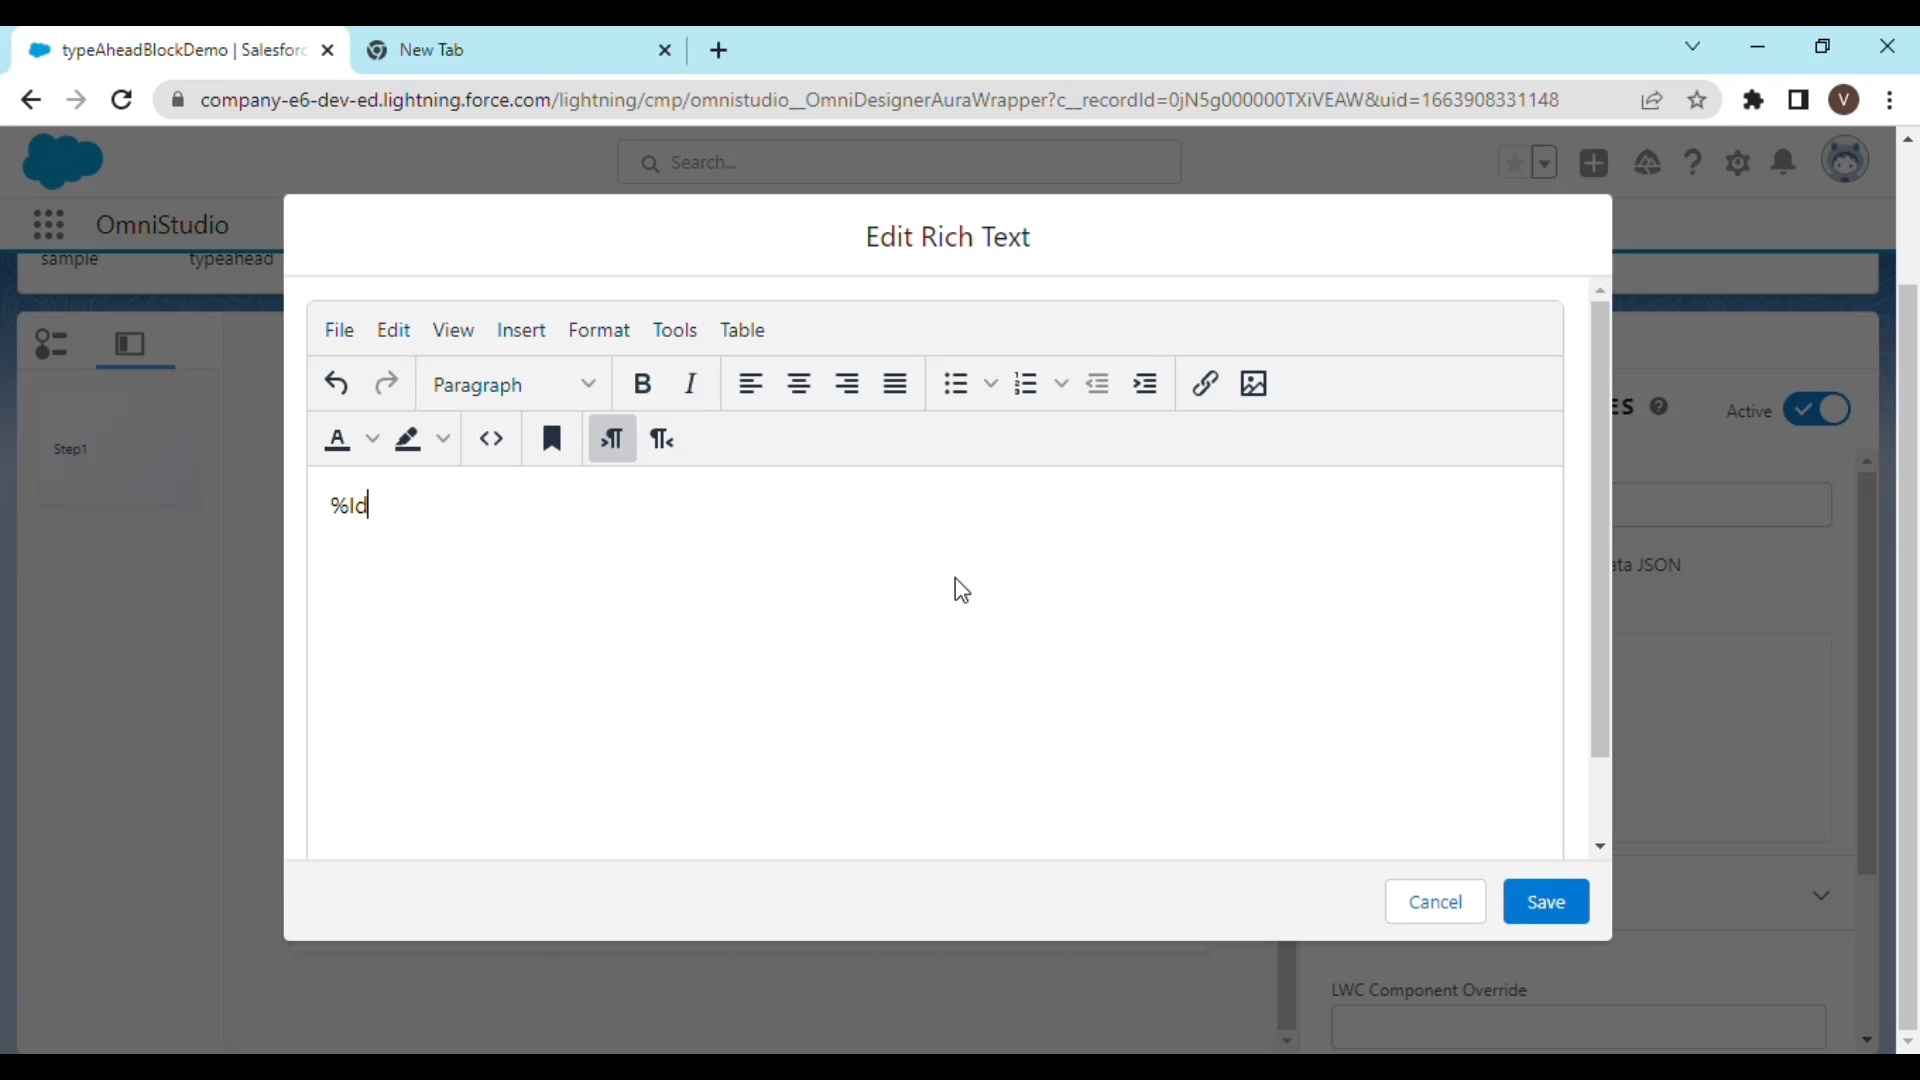 typeAheadBlockDemo | Salesforc
New Tab
company-e6-dev-ed.lightning.force.com/lightning/cmp/omnistudio__OmniDesignerAuraWrapper?c__recordId=0jN5g000000TXiVEAW&uid=1663908331148
V
Search...
OmniStudio
sample typeahead
Edit Rich Text
File Edit View Insert Format Tools Table
Paragraph
B I
ES Active
A
Step1
%Id
ata JSON
Cancel Save
LWC Component Override